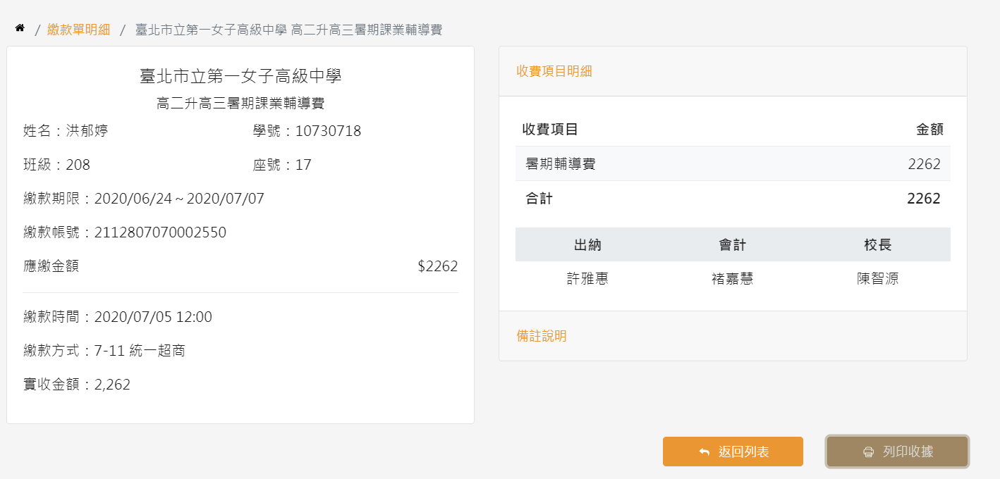 / 繳款單明細 / 臺北市立第一女子高級中學 高二升高三暑期課業輔導費
臺北市立第一女子高級中學
高二升高三暑期課業輔導費
姓名：洪郁婷 學號：10730718
班級：208 座號：17
繳款期限：2020/06/24 ~ 2020/07/07
繳款帳號：2112807070002550
應繳金額 $2262
繳款時間：2020/07/05 12:00
繳款方式：7-11 統一超商
實收金額：2,262
收費項目明細
收費項目 金額
暑期輔導費 2262
合計 2262
出納 會計 校長
許雅惠 褚嘉慧 陳智源
備註說明
返回列表 列印收據